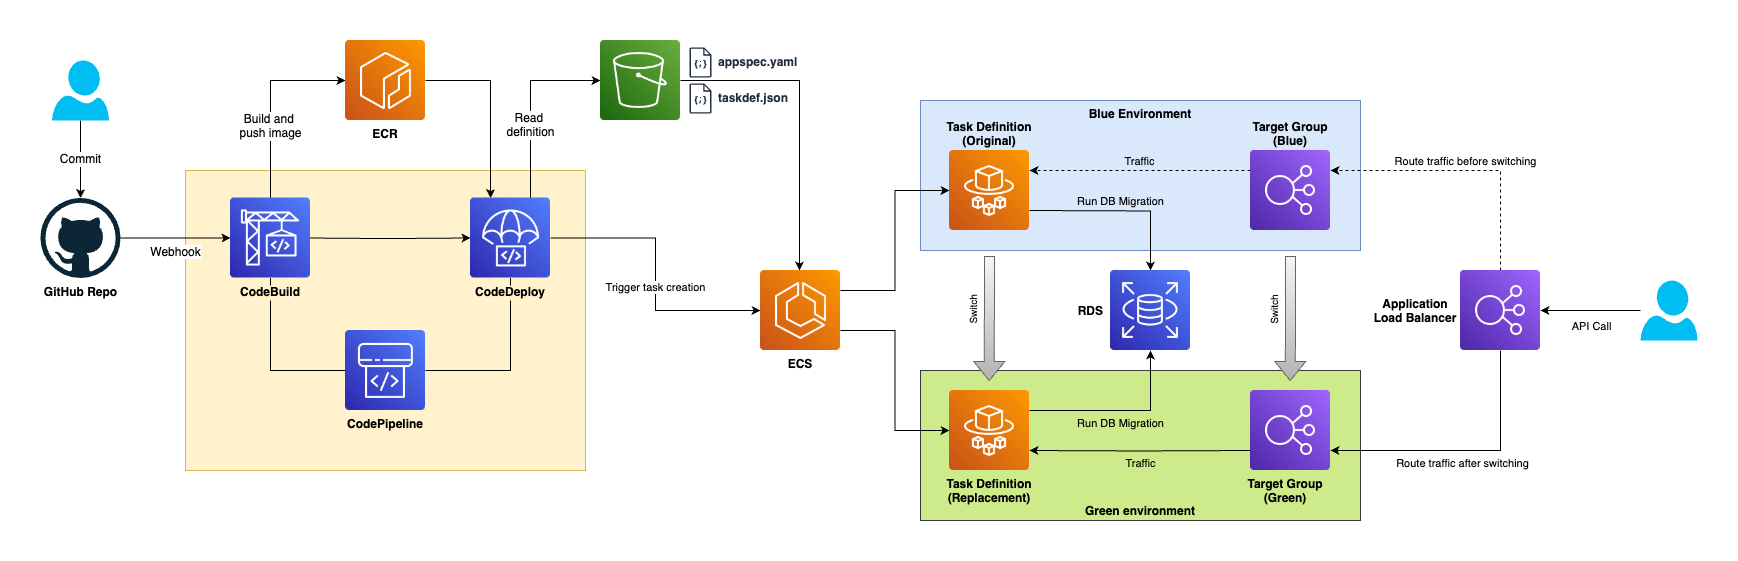 Commit
GitHub Repo
Webhook
Build and
push image
ECR
CodeBuild
CodeDeploy
CodePipeline
Read
definition
{;}
appspec.yaml
{;}
taskdef.json
Trigger task creation
ECS
Blue Environment
Task Definition
(Original)
Target Group
(Blue)
Traffic
Run DB Migration
Switch
RDS
Switch
Run DB Migration
Traffic
Task Definition
(Replacement)
Target Group
(Green)
Green environment
Route traffic before switching
Application
Load Balancer
API Call
Route traffic after switching